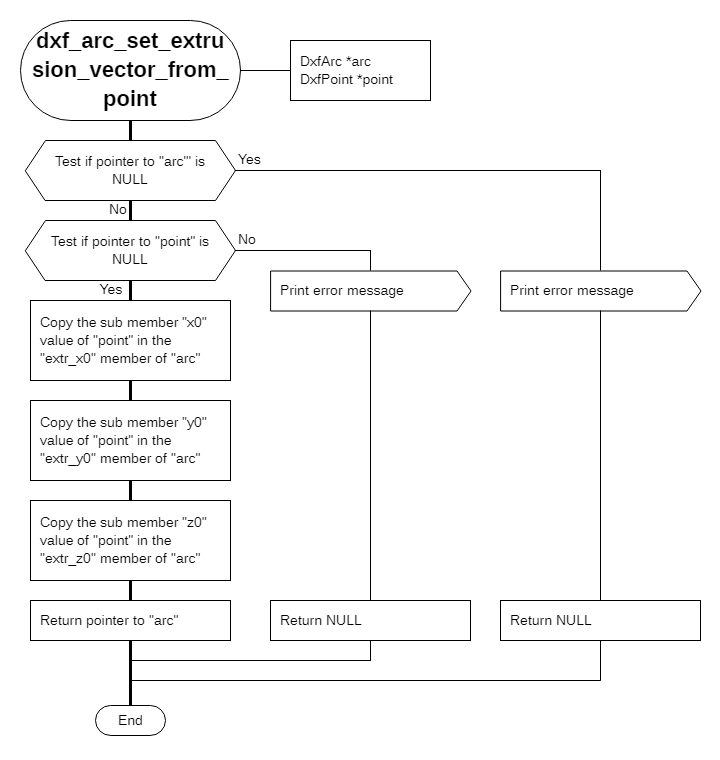 dxf_arc_set_extru
sion_vector_from_
point
DxfArc *arc
DxfPoint *point
Test if pointer to "arc"' is
NULL
Yes
No
Test if pointer to "point" is
NULL
No
Yes
Print error message
Print error message
Copy the sub member "x0"
value of "point" in the
"extr_x0" member of "arc"
Copy the sub member "y0"
value of "point" in the
"extr_y0" member of "arc"
Copy the sub member "z0"
value of "point" in the
"extr_z0" member of "arc"
Return pointer to "arc"
Return NULL
Return NULL
End